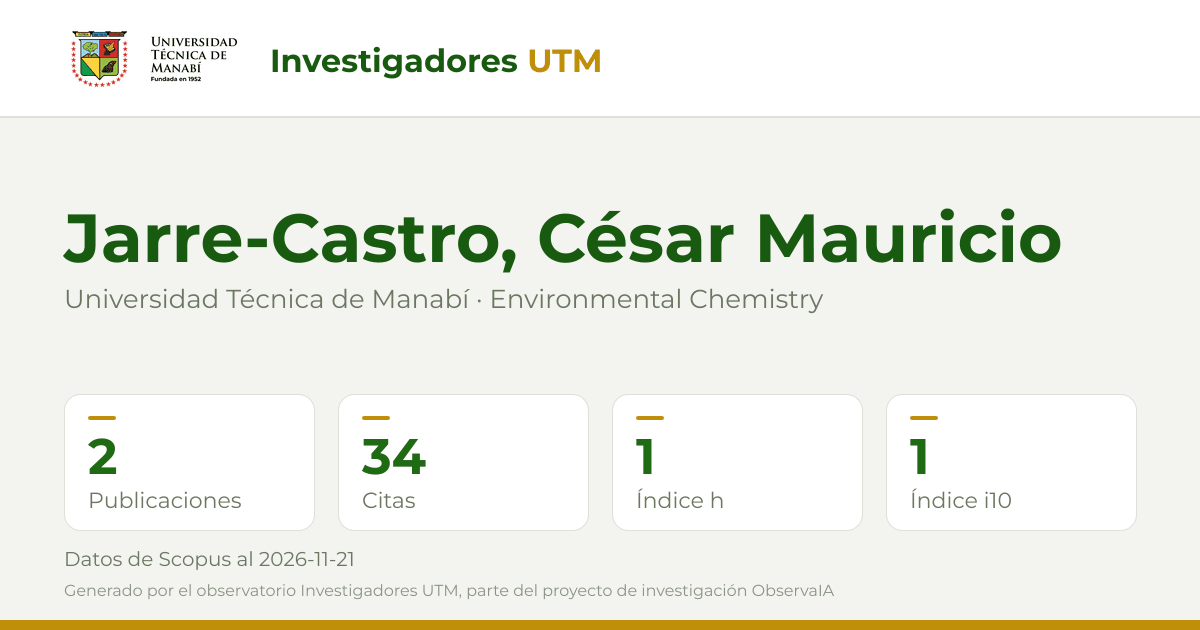 UNIVERSIDAD
TÉCNICA DE
MANABÍ
Fundada en 1952
Investigadores UTM
Jarre-Castro, César Mauricio
Universidad Técnica de Manabí · Environmental Chemistry
2
Publicaciones
34
Citas
1
Índice h
1
Índice i10
Datos de Scopus al 2026-11-21
Generado por el observatorio Investigadores UTM, parte del proyecto de investigación ObservaIA